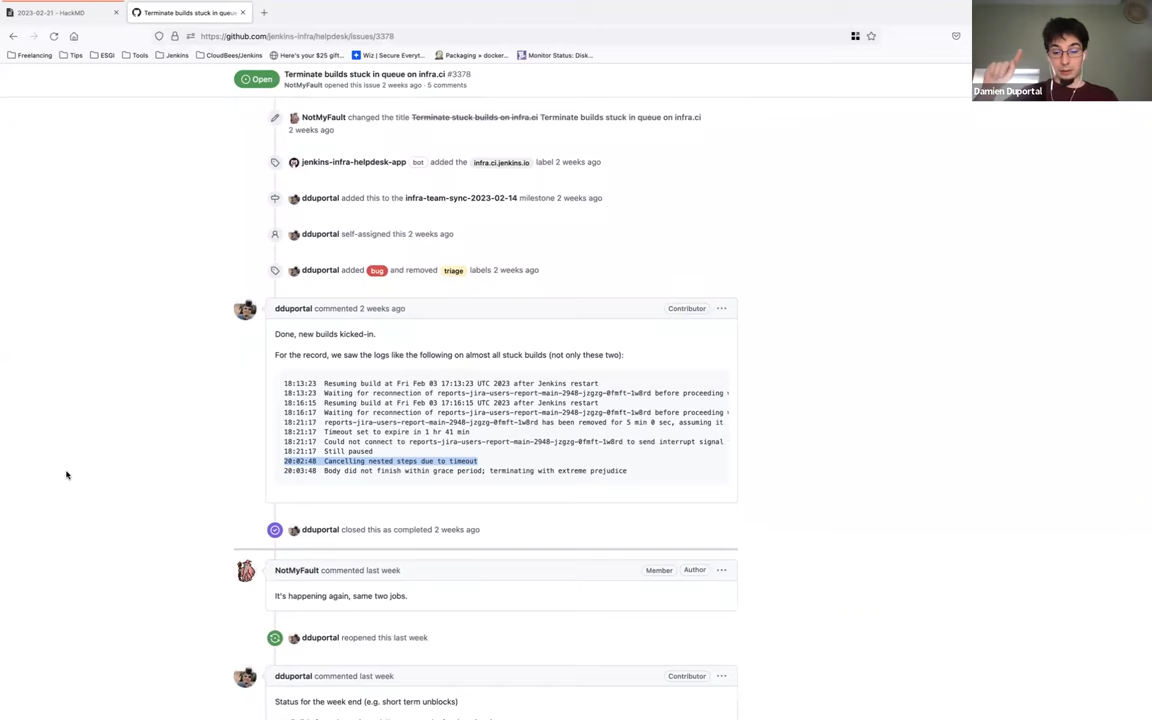 2023-02-21 - HackMD
Terminate builds stuck in queue
https://github.com/jenkins-infra/helpdesk/issues/3378
Freelancing Tips ESGI Tools Jenkins CloudBees/Jenkins Here's your $25 gift... Wiz | Secure Everyt... Packaging + docker... Monitor Status: Disk...
Damien Duportal
Open
Terminate builds stuck in queue on infra.ci #3378
NotMyFault opened this issue 2 weeks ago · 5 comments
NotMyFault changed the title Terminate stuck builds on infra.ci Terminate builds stuck in queue on infra.ci
2 weeks ago
jenkins-infra-helpdesk-app bot added the infra.ci.jenkins.io label 2 weeks ago
dduportal added this to the infra-team-sync-2023-02-14 milestone 2 weeks ago
dduportal self-assigned this 2 weeks ago
dduportal added bug and removed triage labels 2 weeks ago
dduportal commented 2 weeks ago Contributor ...
Done, new builds kicked-in.
For the record, we saw the logs like the following on almost all stuck builds (not only these two):
18:13:23 Resuming build at Fri Feb 03 17:13:23 UTC 2023 after Jenkins restart
18:13:23 Waiting for reconnection of reports-jira-users-report-main-2948-jzgzg-0fmft-1w8rd before proceeding
18:16:15 Resuming build at Fri Feb 03 17:16:15 UTC 2023 after Jenkins restart
18:16:17 Waiting for reconnection of reports-jira-users-report-main-2948-jzgzg-0fmft-1w8rd before proceeding
18:21:17 reports-jira-users-report-main-2948-jzgzg-0fmft-1w8rd has been removed for 5 min 0 sec, assuming it
18:21:17 Timeout set to expire in 1 hr 41 min
18:21:17 Could not connect to reports-jira-users-report-main-2948-jzgzg-0fmft-1w8rd to send interrupt signal
18:21:17 Still paused
20:02:48 Cancelling nested steps due to timeout
20:03:48 Body did not finish within grace period; terminating with extreme prejudice
dduportal closed this as completed 2 weeks ago
NotMyFault commented last week Member Author ...
It's happening again, same two jobs.
dduportal reopened this last week
dduportal commented last week Contributor ...
Status for the week end (e.g. short term unblocks)